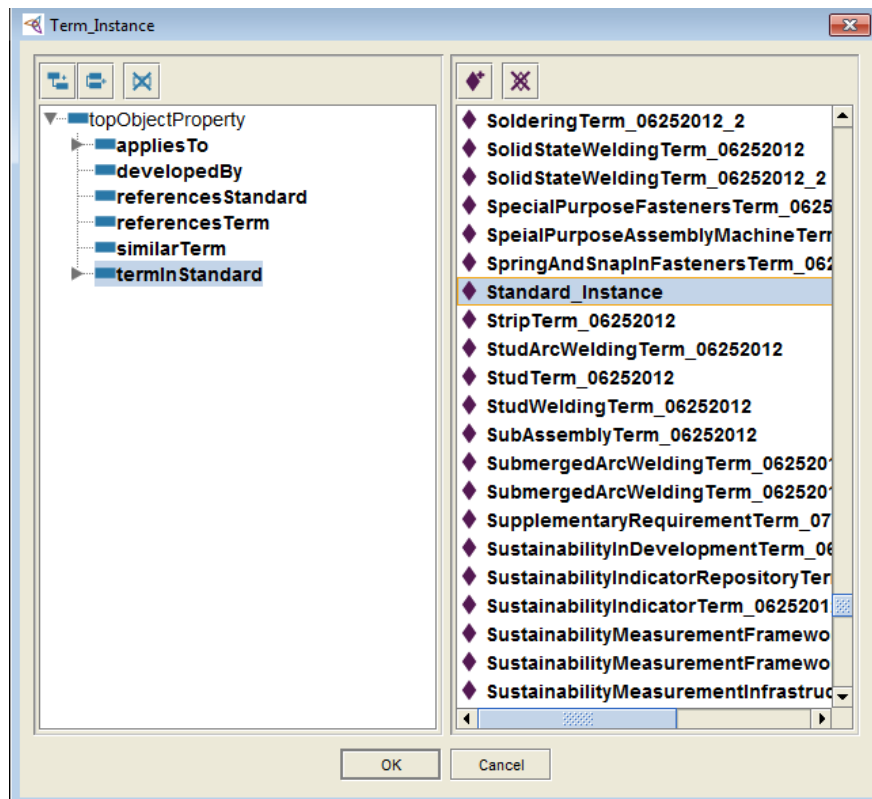 Term_Instance
topObjectProperty
appliesTo
developedBy
referencesStandard
referencesTerm
similarTerm
termInStandard
SolderingTerm_06252012_2
SolidStateWeldingTerm_06252012
SolidStateWeldingTerm_06252012_2
SpecialPurposeFastenersTerm_0625
SpeialPurposeAssemblyMachineTerr
SpringAndSnapInFastenersTerm_062
Standard_Instance
StripTerm_06252012
StudArcWeldingTerm_06252012
StudTerm_06252012
StudWeldingTerm_06252012
SubAssemblyTerm_06252012
SubmergedArcWeldingTerm_0625201
SubmergedArcWeldingTerm_0625201
SupplementaryRequirementTerm_07
SustainabilityInDevelopmentTerm_06
SustainabilityIndicatorRepositoryTer
SustainabilityIndicatorTerm_0625201
SustainabilityMeasurementFramewo
SustainabilityMeasurementFramewo
SustainabilityMeasurementInfrastruc
OK
Cancel